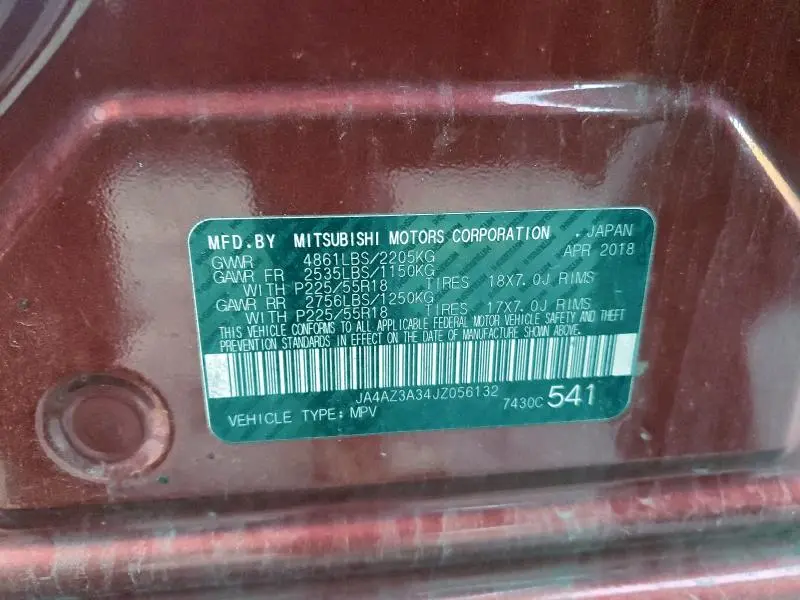 MFD.BY MITSUBISHI MOTORS CORPORATION . JAPAN
GVWR 4861LBS/2205KG APR 2018
GAWR FR 2535LBS/1150KG
WITH P225/55R18 TIRES 18X7.0J RIMS
GAWR RR 2756LBS/1250KG
WITH P225/55R18 TIRES 17X7.0J RIMS
THIS VEHICLE CONFORMS TO ALL APPLICABLE FEDERAL MOTOR VEHICLE SAFETY AND THEFT
PREVENTION STANDARDS IN EFFECT ON THE DATE OF MANUFACTURE SHOWN ABOVE.
JA4AZ3A34JZ056132
VEHICLE TYPE: MPV 7430C 541